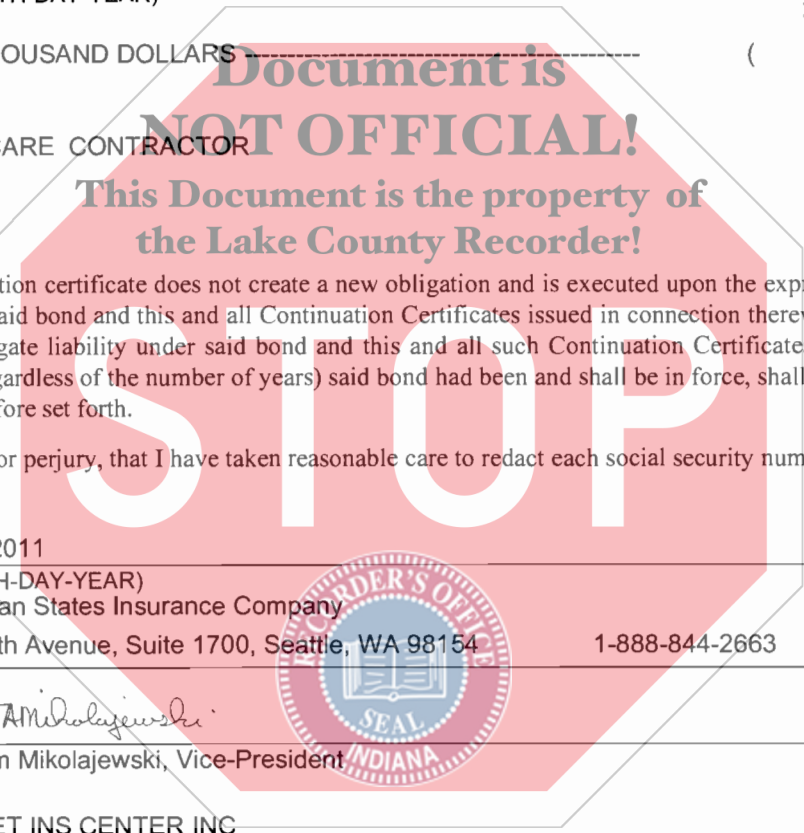 -DAY-YEAR)
OUSAND DOLLARS ---------------------------------------------------- (
Document is
NOT OFFICIAL!
ARE CONTRACTOR
This Document is the property of
the Lake County Recorder!
tion certificate does not create a new obligation and is executed upon the exp
aid bond and this and all Continuation Certificates issued in connection there
gate liability under said bond and this and all such Continuation Certificate
gardless of the number of years) said bond had been and shall be in force, shall
fore set forth.
STOP
or perjury, that I have taken reasonable care to redact each social security num
2011
H-DAY-YEAR)
an States Insurance Company
th Avenue, Suite 1700, Seattle, WA 98154 1-888-844-2663
RECORDER'S OFFICE
SEAL
INDIANA
AMikolajewski
m Mikolajewski, Vice-President
ET INS CENTER INC